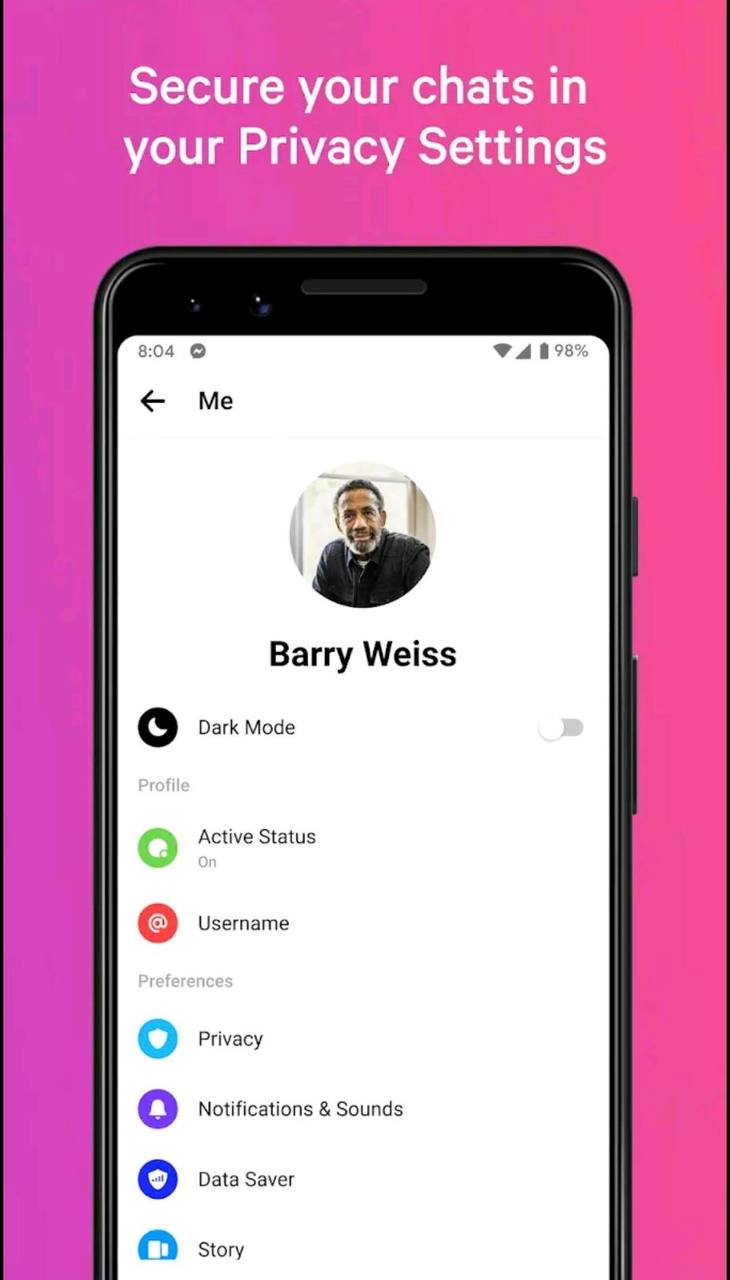 Secure your chats in
your Privacy Settings
8:04 98%
Me
Barry Weiss
Dark Mode
Profile
Active Status
On
Username
Preferences
Privacy
Notifications & Sounds
Data Saver
Story